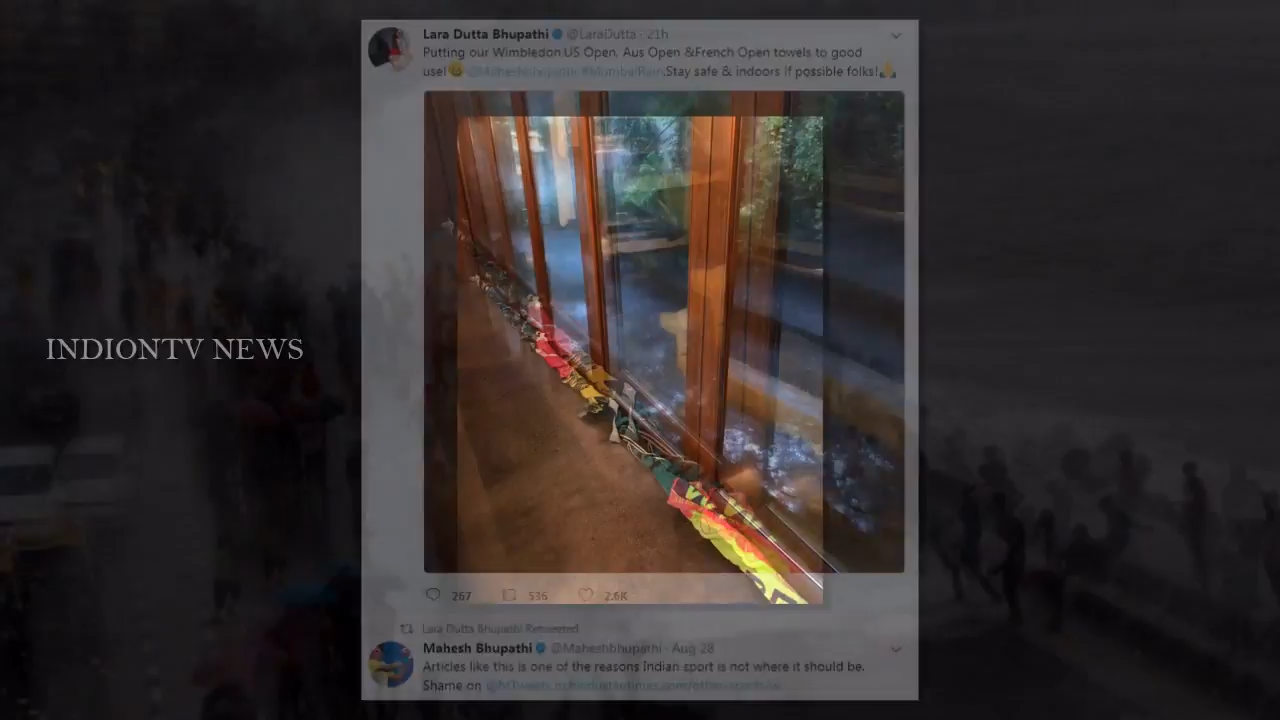 Lara Dutta Bhupathi @LaraDutta · 21h
Putting our Wimbledon,US Open, Aus Open &French Open towels to good
use! @Maheshbhupathi #MumbaiRain.Stay safe & indoors if possible folks!
INDIONTV NEWS
267 536 2.6K
Lara Dutta Bhupathi Retweeted
Mahesh Bhupathi @Maheshbhupathi · Aug 28
Articles like this is one of the reasons Indian sport is not where it should be.
Shame on